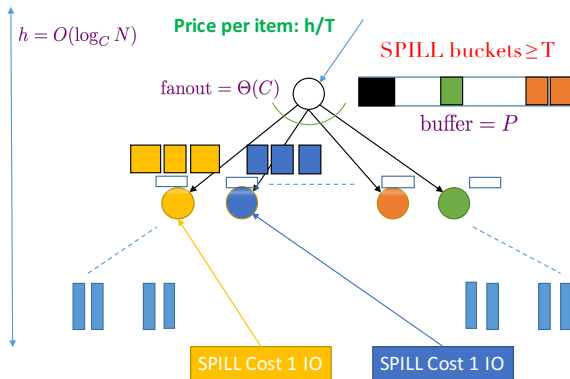 Price per item: h/T
h = O(log_C N)
SPILL buckets ≥ T
fanout = Θ(C)
buffer = P
SPILL Cost 1 IO
SPILL Cost 1 IO